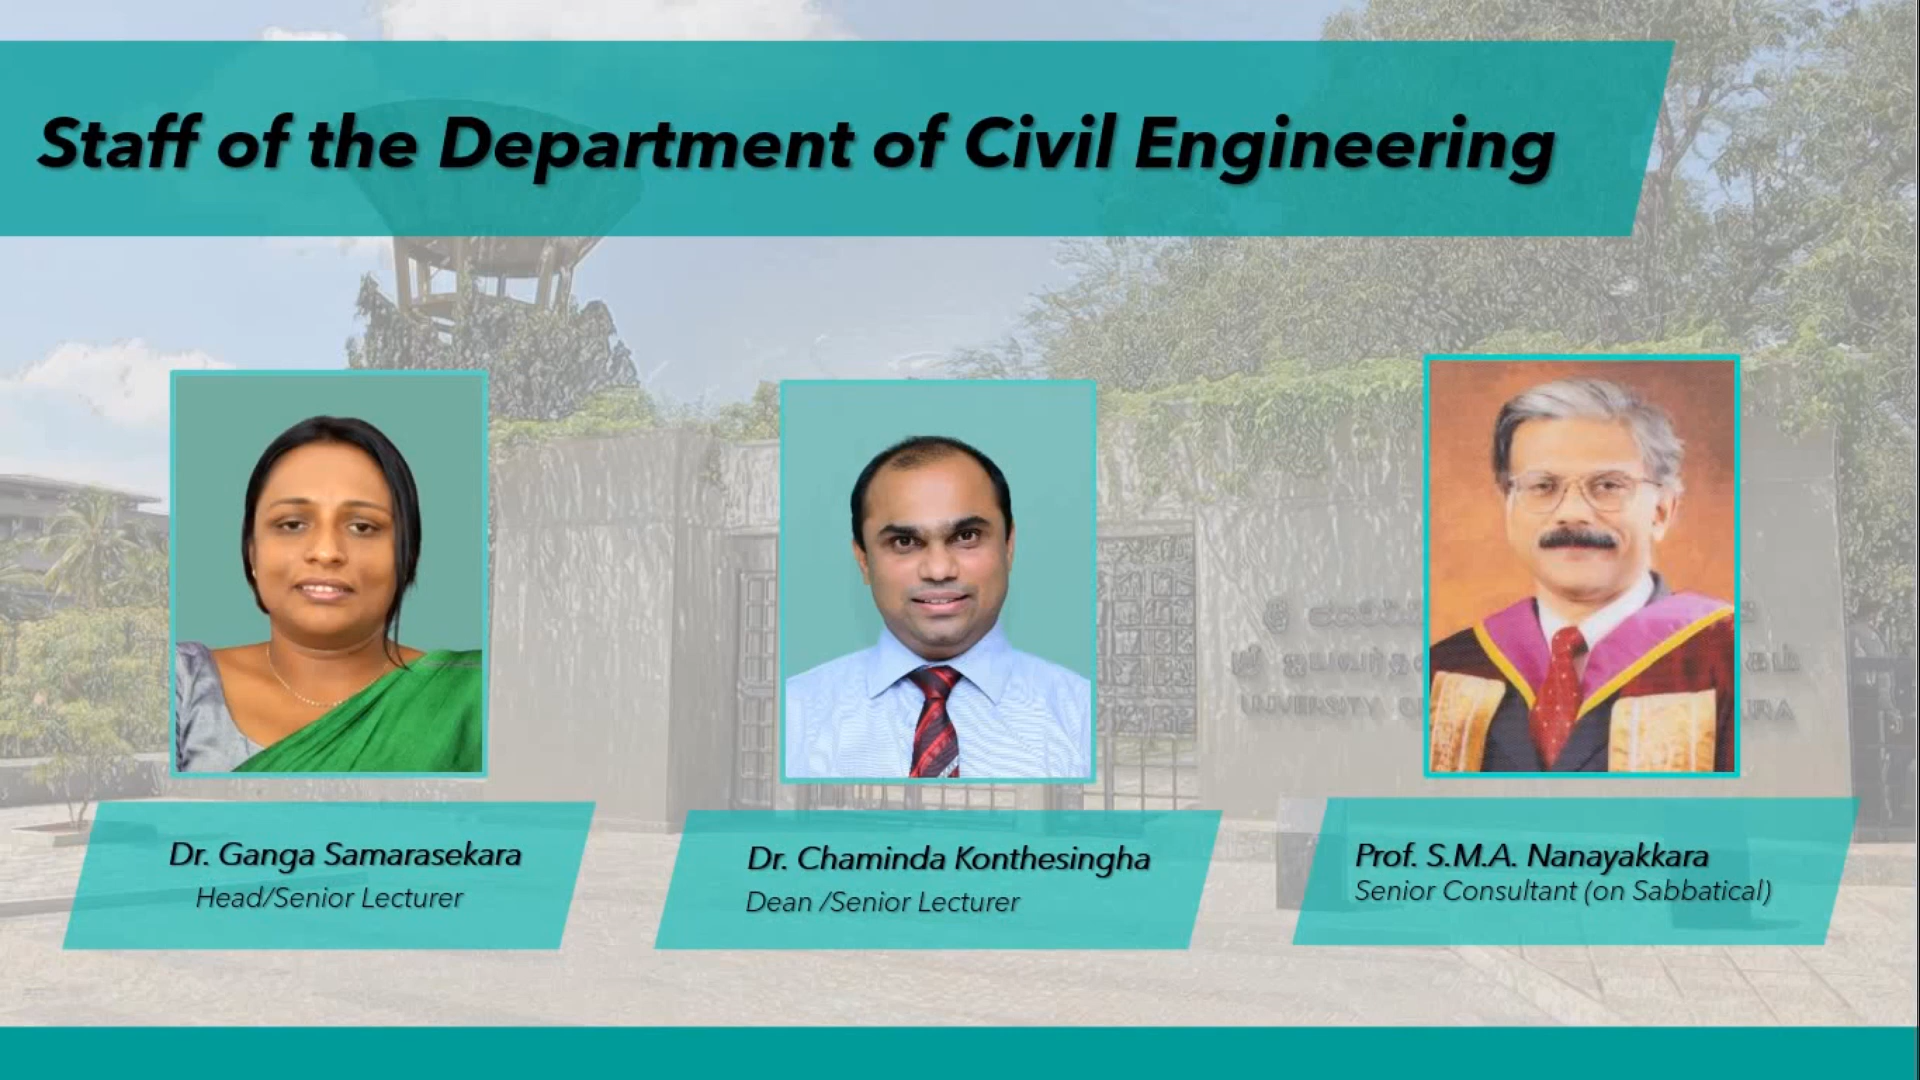 Staff of the Department of Civil Engineering
Dr. Ganga Samarasekara
Head/Senior Lecturer
Dr. Chaminda Konthesingha
Dean /Senior Lecturer
Prof. S.M.A. Nanayakkara
Senior Consultant (on Sabbatical)
UNIVERSITY